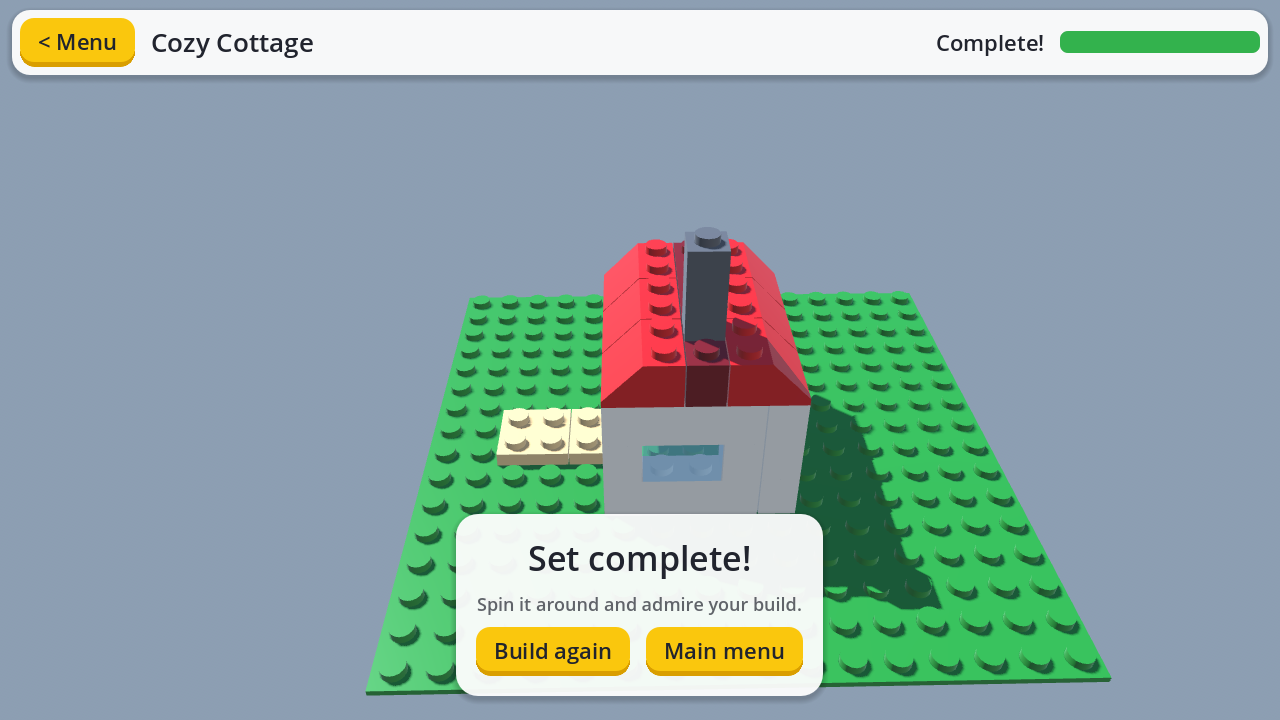 < Menu
Cozy Cottage
Complete!
Set complete!
Spin it around and admire your build.
Build again
Main menu